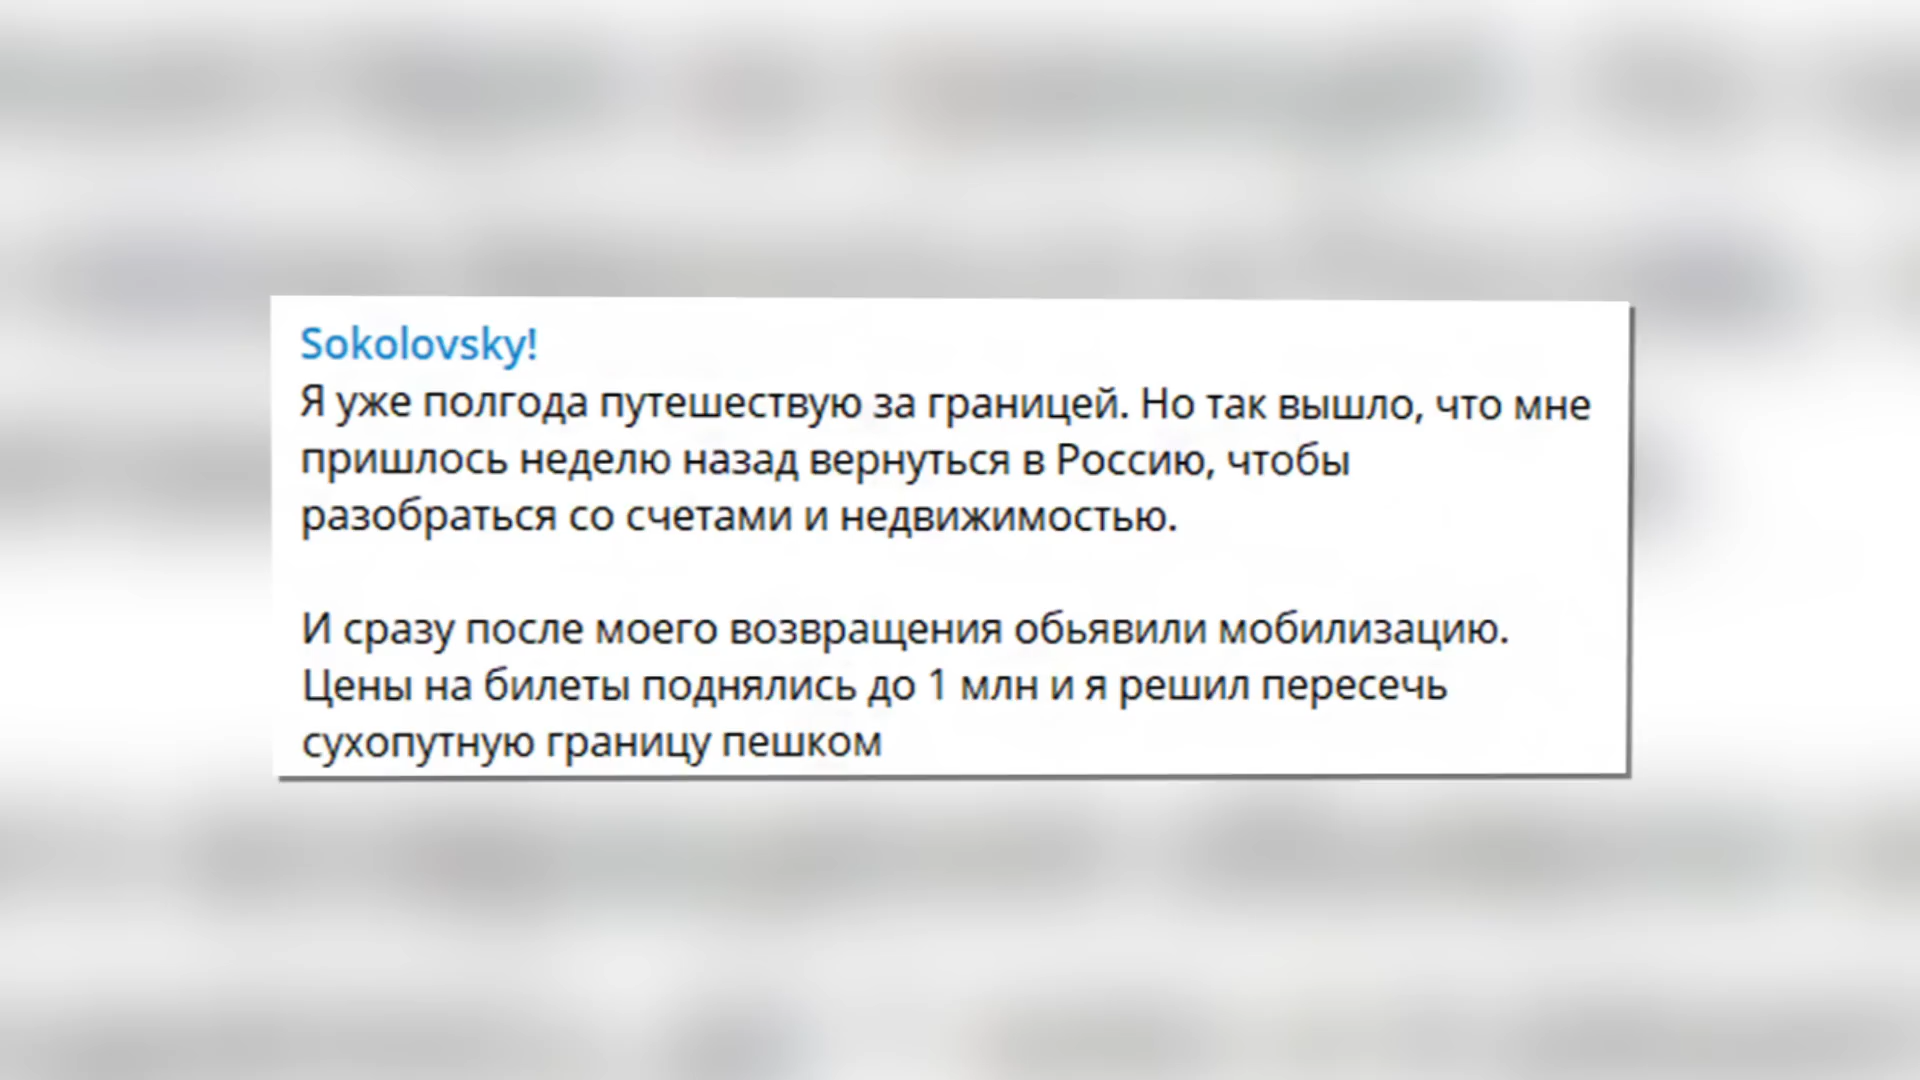 Sokolovsky!
Я уже полгода путешествую за границей. Но так вышло, что мне
пришлось неделю назад вернуться в Россию, чтобы
разобраться со счетами и недвижимостью.
И сразу после моего возвращения обьявили мобилизацию.
Цены на билеты поднялись до 1 млн и я решил пересечь
сухопутную границу пешком